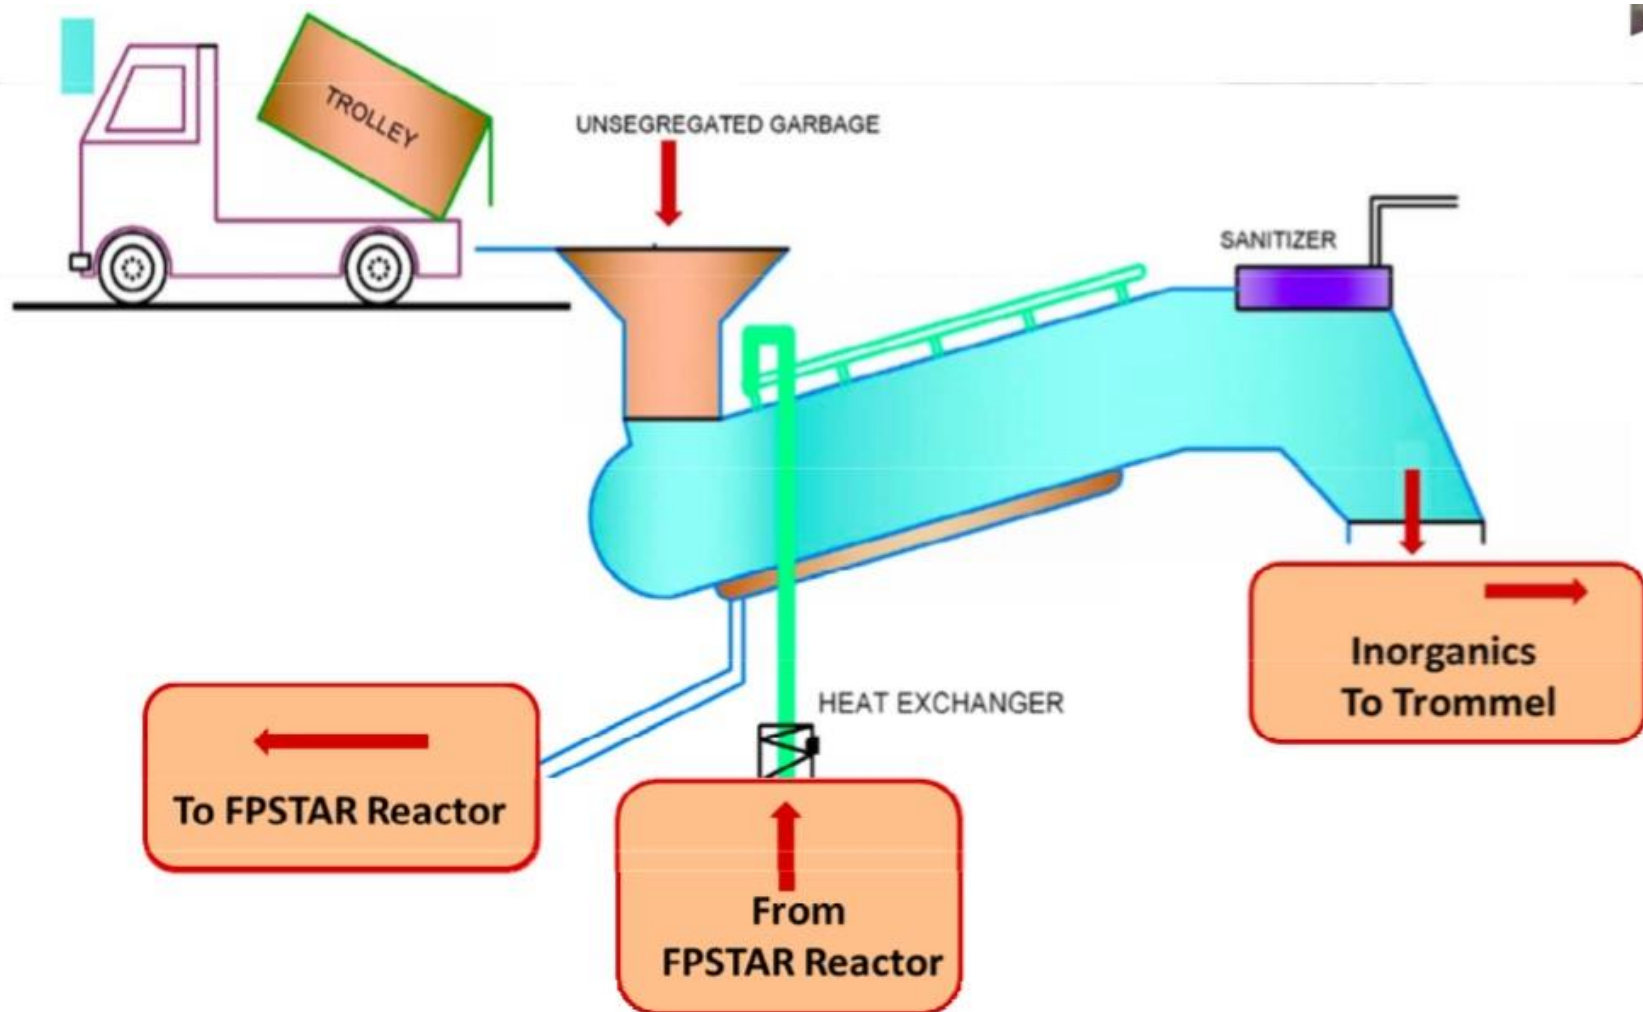 TROLLEY
UNSEGREGATED GARBAGE
SANITIZER
Inorganics
To Trommel
HEAT EXCHANGER
To FPSTAR Reactor
From
FPSTAR Reactor